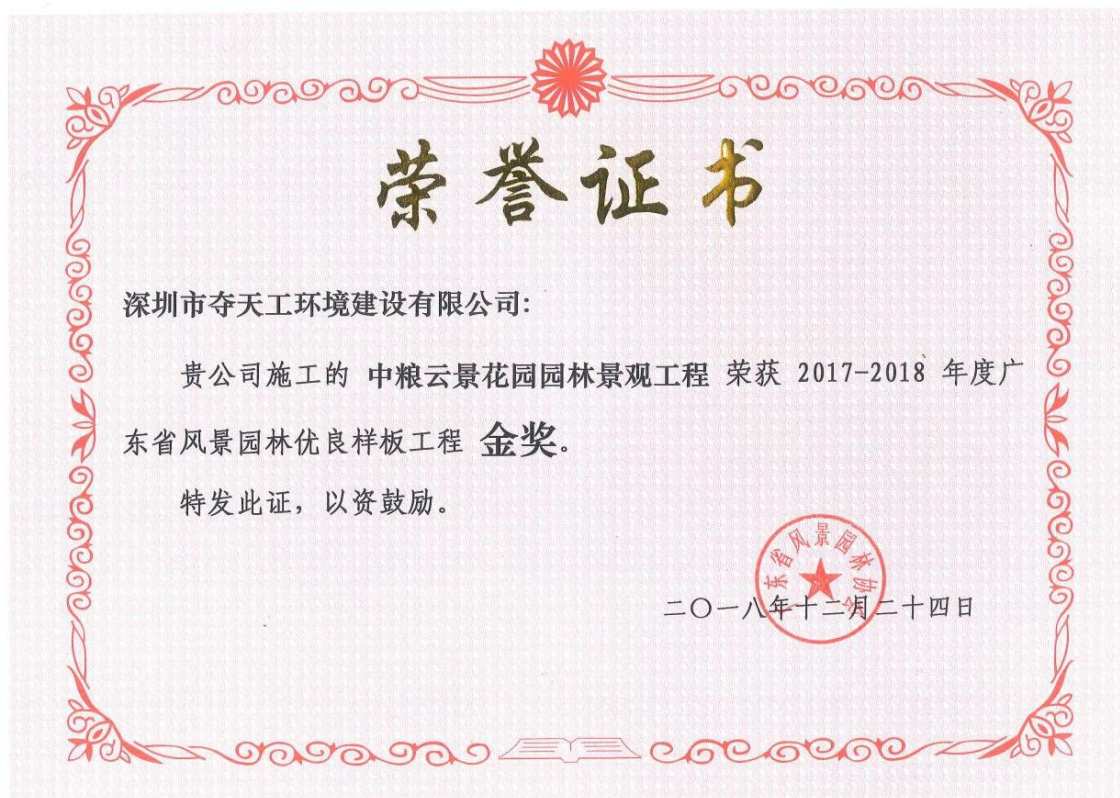 荣誉证书
深圳市夺天工环境建设有限公司:
贵公司施工的 中粮云景花园园林景观工程 荣获 2017-2018 年度广
东省风景园林优良样板工程 金奖。
特发此证，以资鼓励。
广东省风景园林协会
二〇一八年十二月二十四日